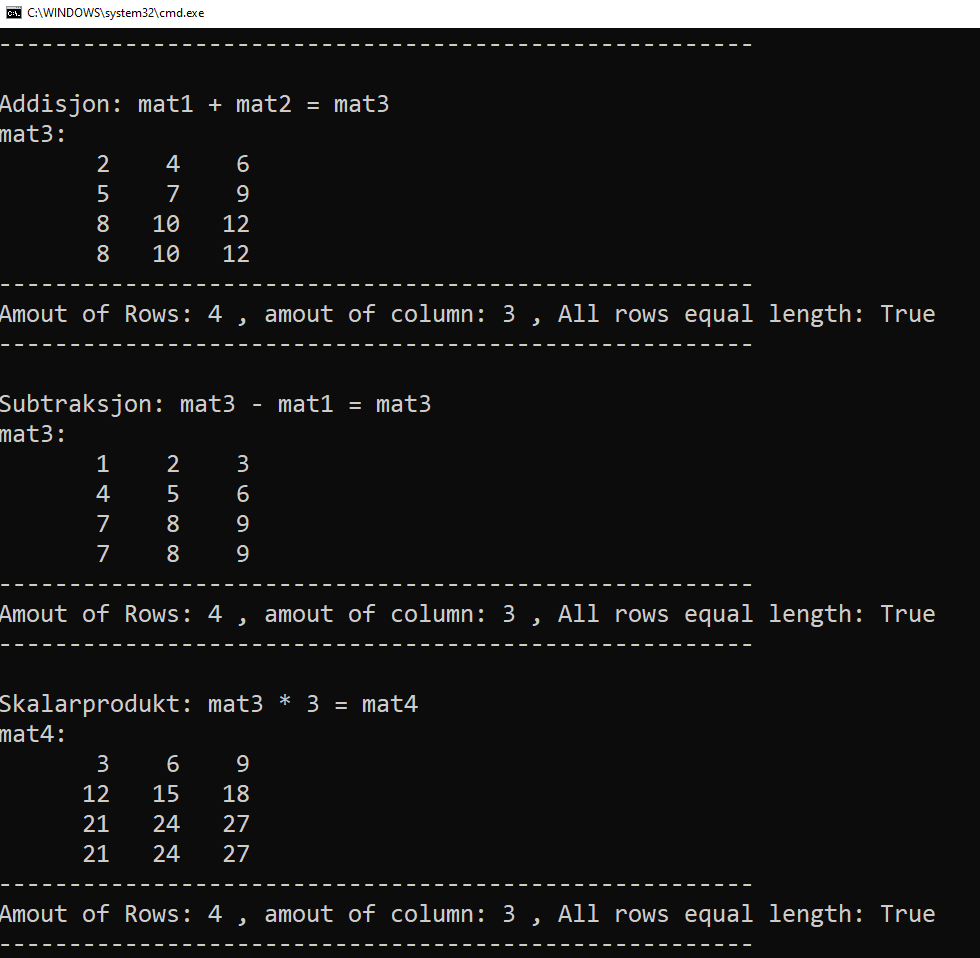 C:\WINDOWS\system32\cmd.exe
------------------------------------------------------
Addisjon: mat1 + mat2 = mat3
mat3:
2 4 6
5 7 9
8 10 12
8 10 12
------------------------------------------------------
Amout of Rows: 4 , amout of column: 3 , All rows equal length: True
------------------------------------------------------
Subtraksjon: mat3 - mat1 = mat3
mat3:
1 2 3
4 5 6
7 8 9
7 8 9
------------------------------------------------------
Amout of Rows: 4 , amout of column: 3 , All rows equal length: True
------------------------------------------------------
Skalarprodukt: mat3 * 3 = mat4
mat4:
3 6 9
12 15 18
21 24 27
21 24 27
------------------------------------------------------
Amout of Rows: 4 , amout of column: 3 , All rows equal length: True
------------------------------------------------------